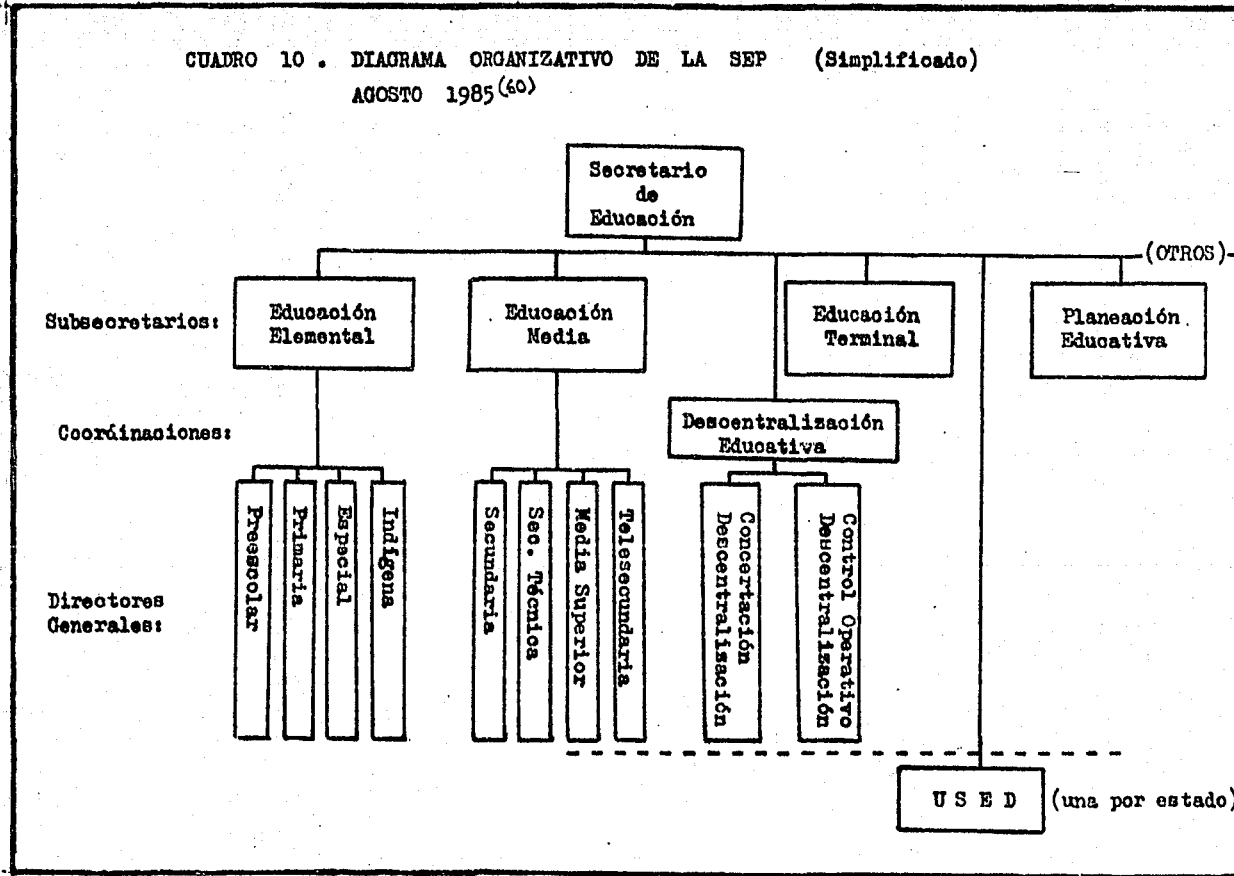 CUADRO 10 . DIAGRAMA ORGANIZATIVO DE LA SEP (Simplificado)
AGOSTO 1985 (60)
Secretario
de
Educación
(OTROS)
Subsecretarios:
Educación
Elemental
Educación
Media
Educación
Terminal
Planeación
Educativa
Coordinaciones:
Descentralización
Educativa
Directores
Generales:
Preescolar
Primaria
Especial
Indígena
Secundaria
Sec. Técnica
Media Superior
Telesecundaria
Concertación
Descentralización
Control Operativo
Descentralización
U S E D (una por estado)